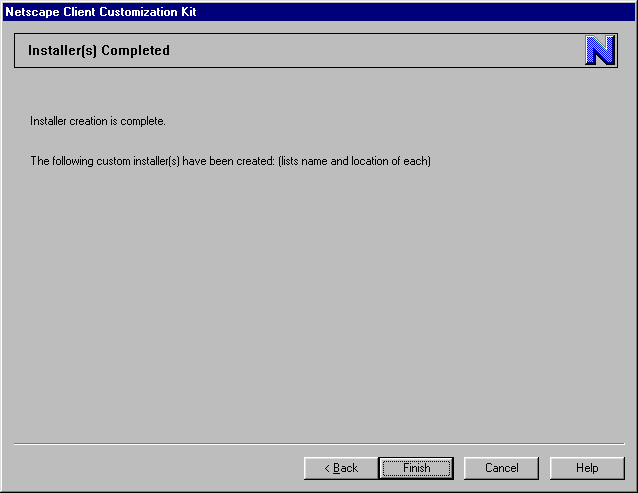 Netscape Client Customization Kit
Installer(s) Completed
N
Installer creation is complete.
The following custom installer(s) have been created: (lists name and location of each)
< Back
Finish
Cancel
Help